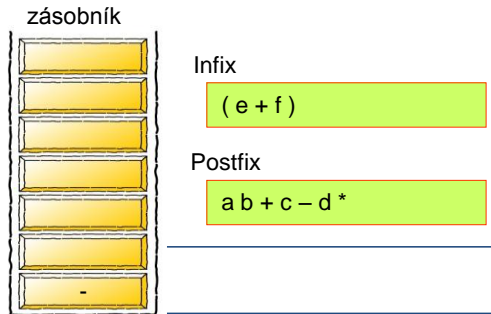 zásobník
Infix
( e + f )
Postfix
a b + c – d *
-